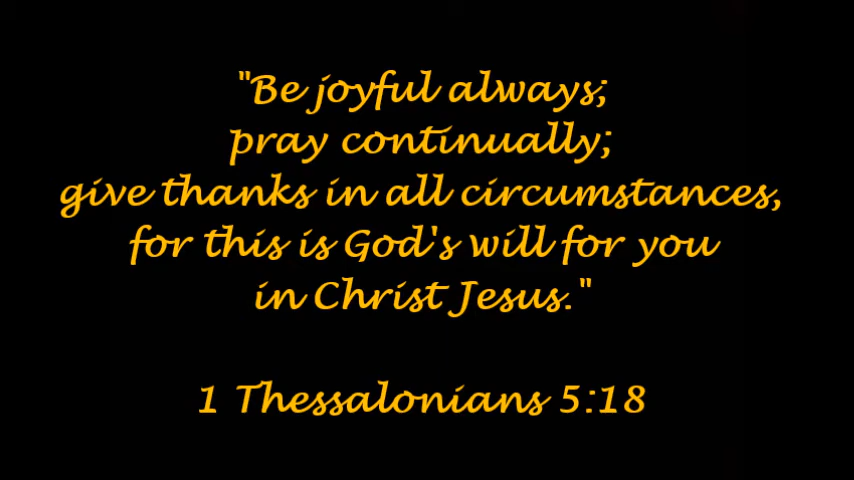 "Be joyful always;
pray continually;
give thanks in all circumstances,
for this is God's will for you
in Christ Jesus."
1 Thessalonians 5:18